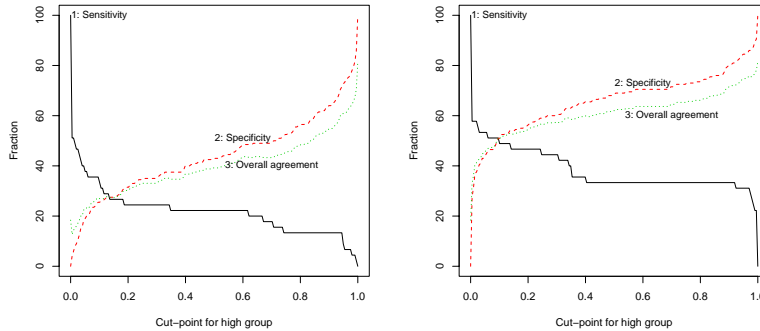 1: Sensitivity
2: Specificity
3: Overall agreement
Fraction
0 20 40 60 80 100
0.0 0.2 0.4 0.6 0.8 1.0
Cut−point for high group
1: Sensitivity
2: Specificity
3: Overall agreement
Fraction
0 20 40 60 80 100
0.0 0.2 0.4 0.6 0.8 1.0
Cut−point for high group